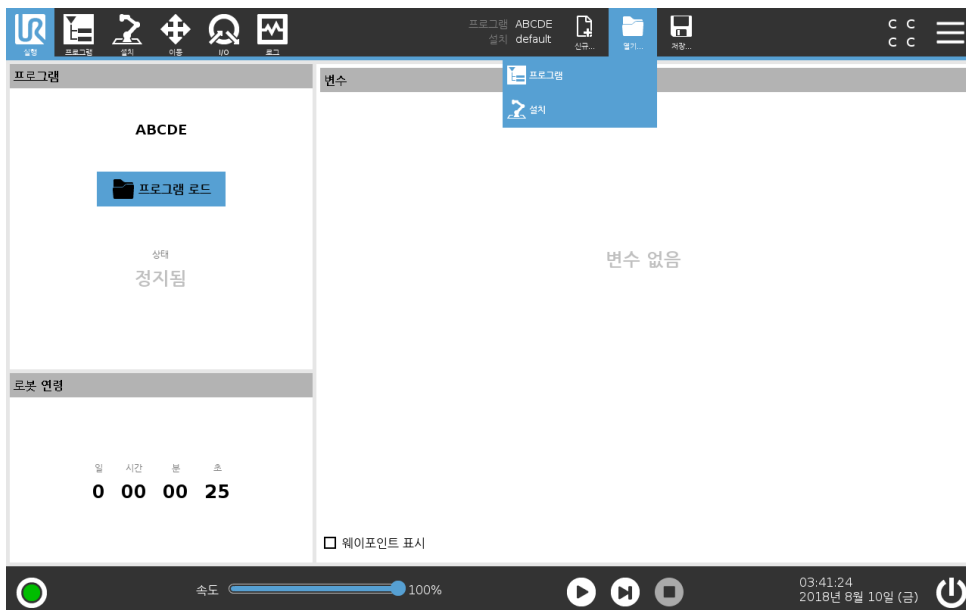 UR
실행
프로그램
설치
이동
I/O
로그
프로그램 ABCDE
설치 default
신규...
열기...
저장...
C C
C C
프로그램
설치
프로그램
변수
ABCDE
프로그램 로드
상태
정지됨
변수 없음
로봇 연령
일 시간 분 초
0 00 00 25
웨이포인트 표시
속도
100%
03:41:24
2018년 8월 10일 (금)